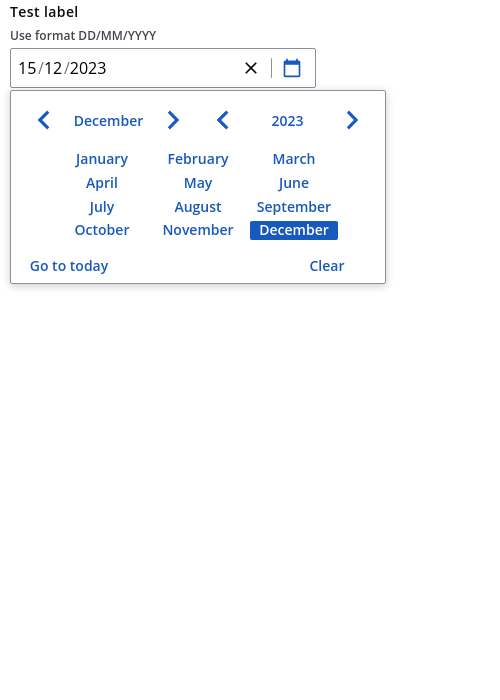 Test label
Use format DD/MM/YYYY
15/12/2023
December 2023
January February March
April May June
July August September
October November December
Go to today Clear